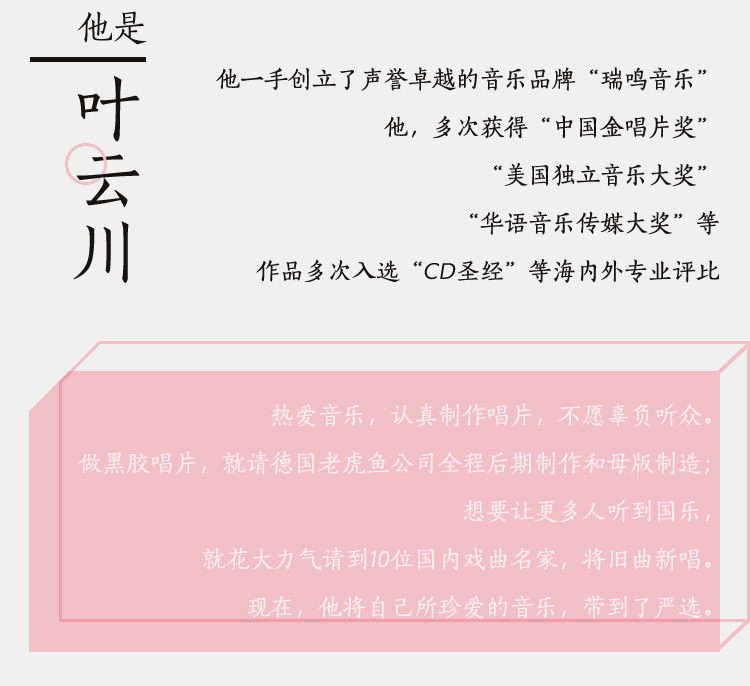 他是
叶云川
他一手创立了声誉卓越的音乐品牌“瑞鸣音乐”
他，多次获得“中国金唱片奖”
“美国独立音乐大奖”
“华语音乐传媒大奖”等
作品多次入选“CD圣经”等海内外专业评比
热爱音乐，认真制作唱片，不愿辜负听众。
做黑胶唱片，就请德国老虎鱼公司全程后期制作和母版制造；
想要让更多人听到国乐，
就花大力气请到10位国内戏曲名家，将旧曲新唱。
现在，他将自己所珍爱的音乐，带到了严选。